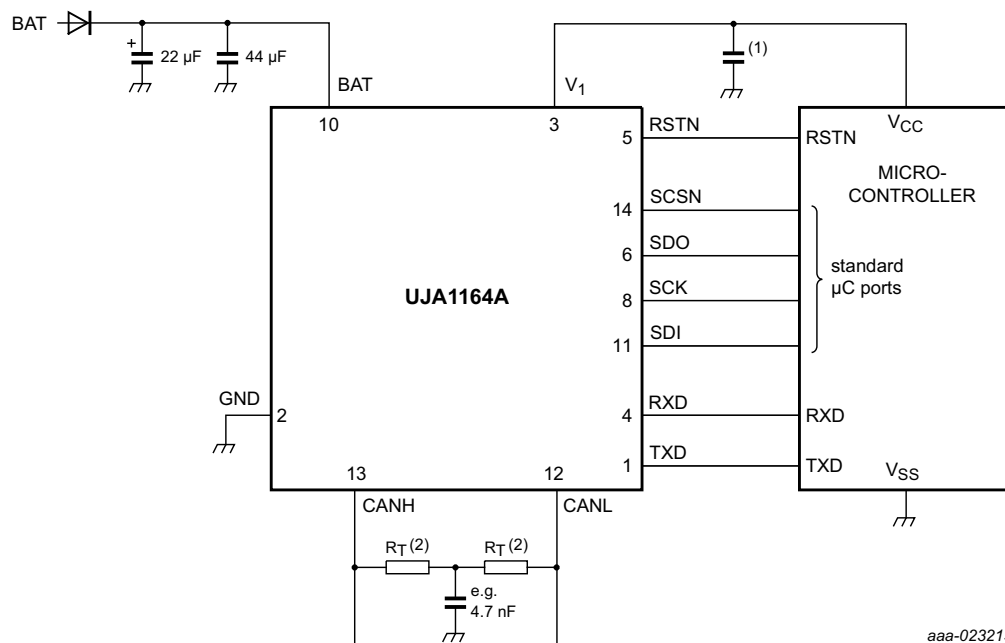 BAT
+
22 µF
44 µF
(1)
BAT
V1
10
3
VCC
5
RSTN
RSTN
MICRO-
CONTROLLER
14
SCSN
6
SDO
standard
µC ports
UJA1164A
8
SCK
11
SDI
GND
2
4
RXD
RXD
1
TXD
TXD
13
12
VSS
CANH
CANL
RT(2)
RT(2)
e.g.
4.7 nF
aaa-02321